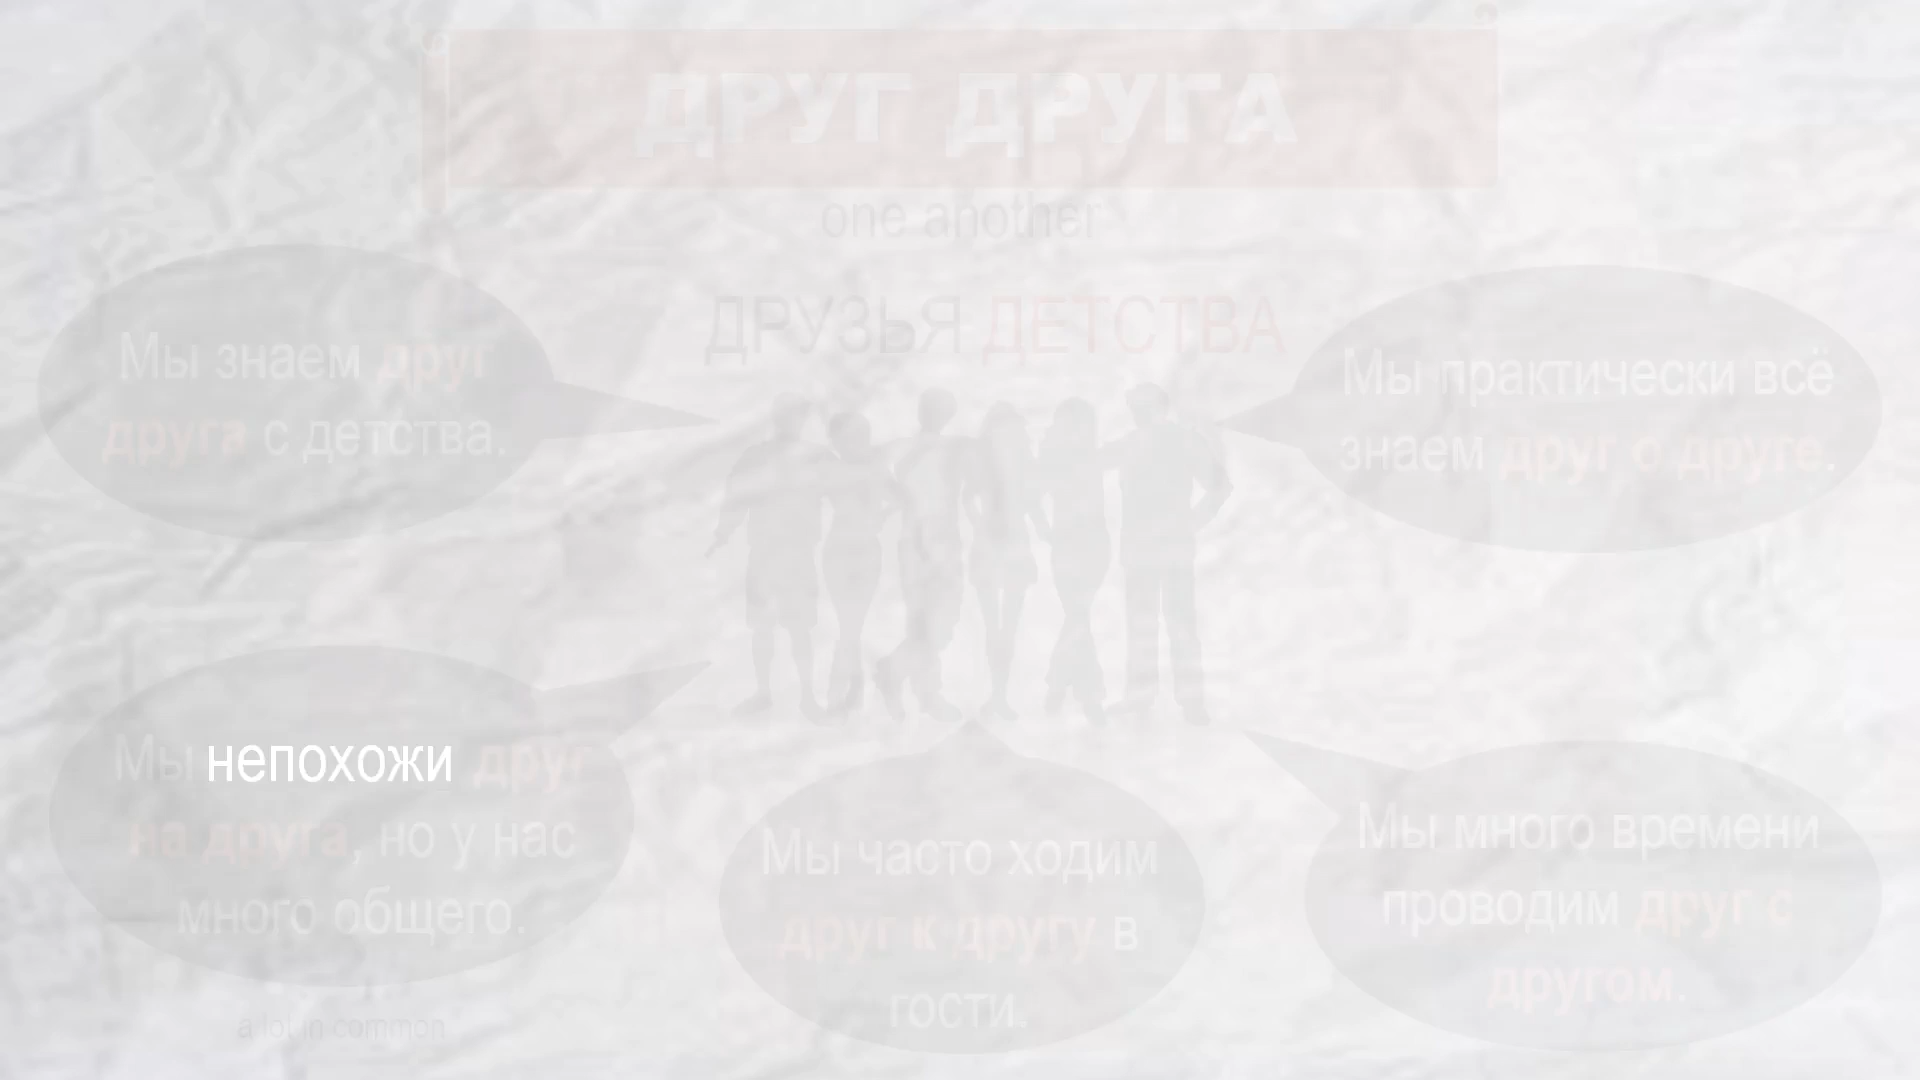 ДРУГ ДРУГА
one another
ДРУЗЬЯ ДЕТСТВА
Мы знаем друг
друга с детства.
Мы практически всё
знаем друг о друге.
Мы непохожи друг
на друга, но у нас
много общего.
a lot in common
Мы часто ходим
друг к другу в
гости.
Мы много времени
проводим друг с
другом.